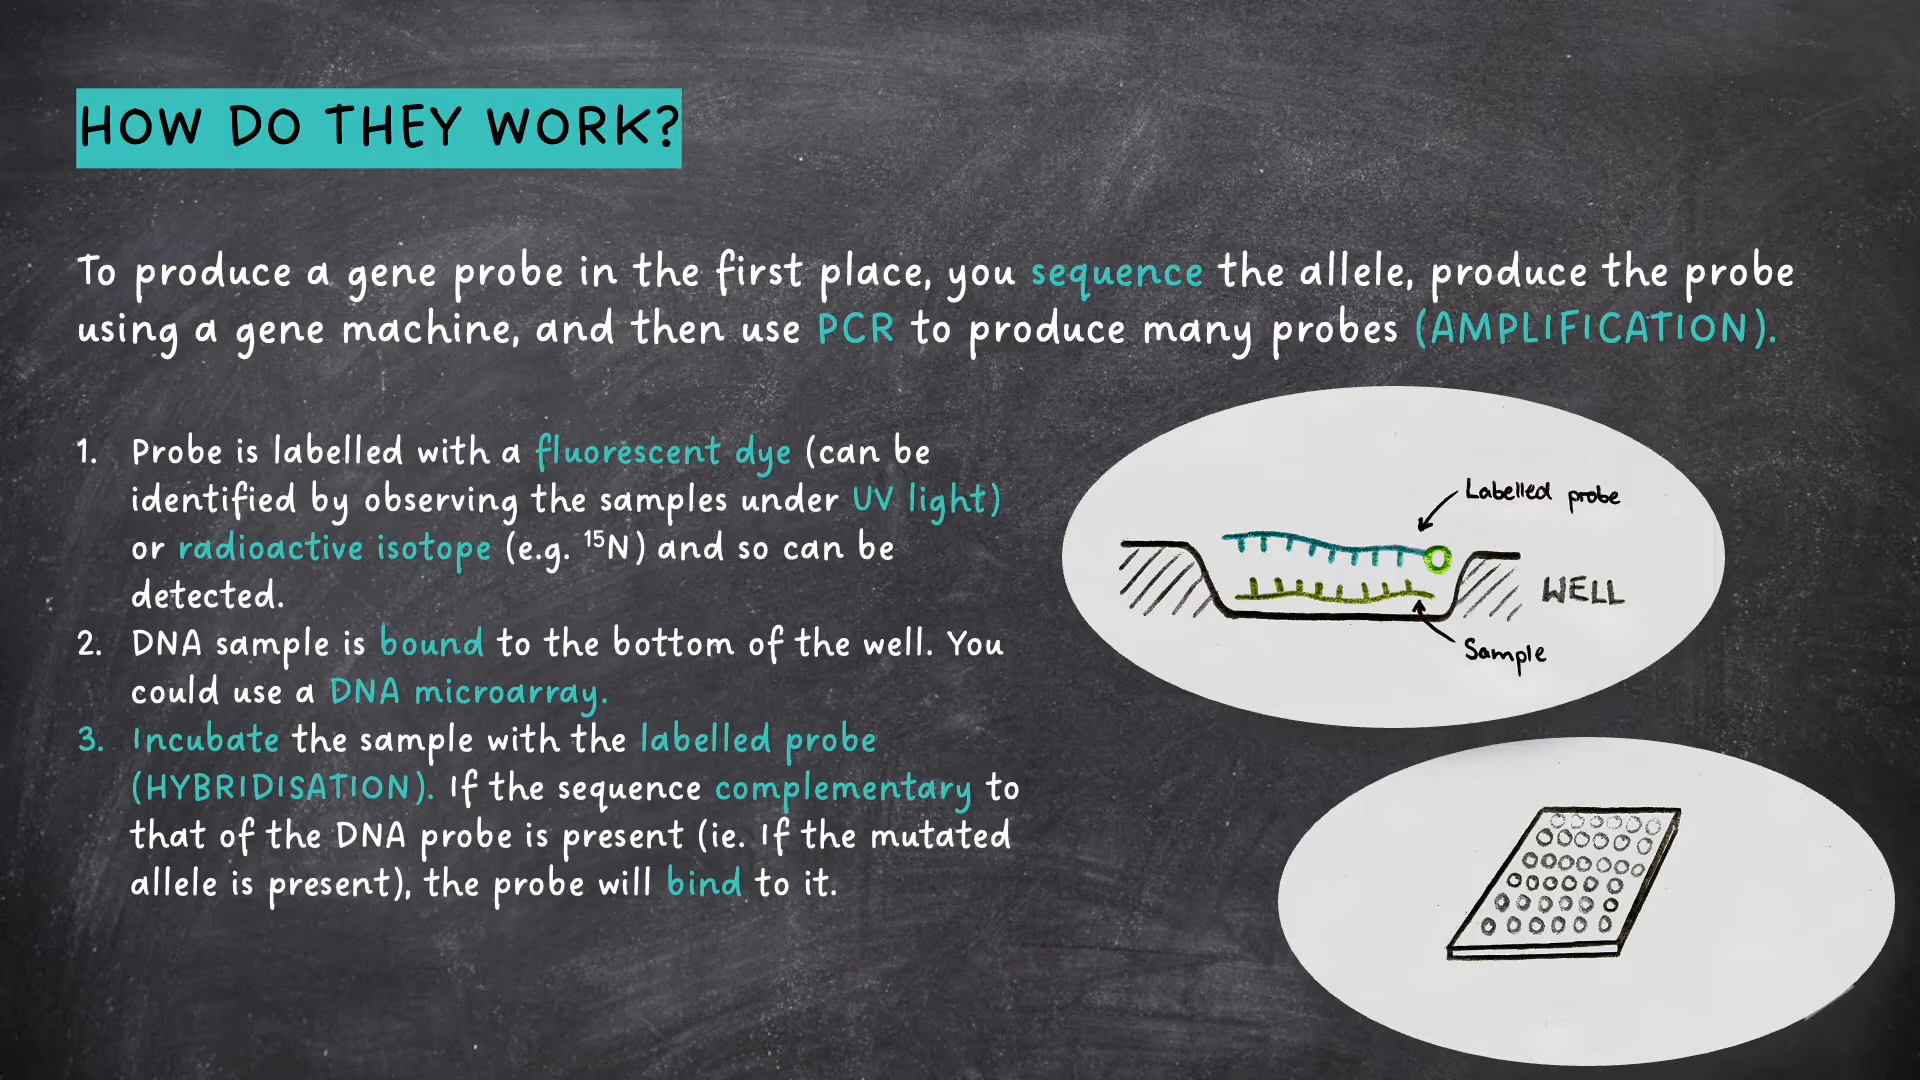 HOW DO THEY WORK?
To produce a gene probe in the first place, you sequence the allele, produce the probe
using a gene machine, and then use PCR to produce many probes (AMPLIFICATION).
1. Probe is labelled with a fluorescent dye (can be
identified by observing the samples under UV light)
or radioactive isotope (e.g. ¹⁵N) and so can be
detected.
2. DNA sample is bound to the bottom of the well. You
could use a DNA microarray.
3. Incubate the sample with the labelled probe
(HYBRIDISATION). If the sequence complementary to
that of the DNA probe is present (ie. If the mutated
allele is present), the probe will bind to it.
Labelled probe
WELL
Sample